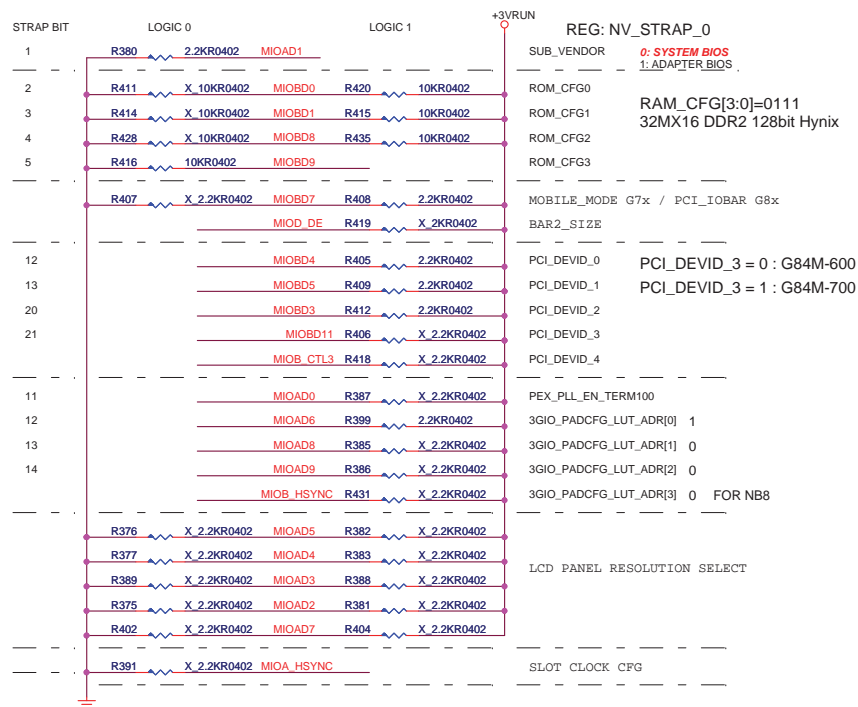 +3VRUN
STRAP BIT LOGIC 0 LOGIC 1 REG: NV_STRAP_0
1 R380 2.2KR0402 MIOAD1 SUB_VENDOR 0: SYSTEM BIOS
1: ADAPTER BIOS
2 R411 X_10KR0402 MIOBD0 R420 10KR0402 ROM_CFG0
RAM_CFG[3:0]=0111
3 R414 X_10KR0402 MIOBD1 R415 10KR0402 ROM_CFG1
32MX16 DDR2 128bit Hynix
4 R428 X_10KR0402 MIOBD8 R435 10KR0402 ROM_CFG2
5 R416 10KR0402 MIOBD9 ROM_CFG3
R407 X_2.2KR0402 MIOBD7 R408 2.2KR0402 MOBILE_MODE G7x / PCI_IOBAR G8x
MIOD_DE R419 X_2KR0402 BAR2_SIZE
12 MIOBD4 R405 2.2KR0402 PCI_DEVID_0 PCI_DEVID_3 = 0 : G84M-600
13 MIOBD5 R409 2.2KR0402 PCI_DEVID_1 PCI_DEVID_3 = 1 : G84M-700
20 MIOBD3 R412 2.2KR0402 PCI_DEVID_2
21 MIOBD11 R406 X_2.2KR0402 PCI_DEVID_3
MIOB_CTL3 R418 X_2.2KR0402 PCI_DEVID_4
11 MIOAD0 R387 X_2.2KR0402 PEX_PLL_EN_TERM100
12 MIOAD6 R399 2.2KR0402 3GIO_PADCFG_LUT_ADR[0] 1
13 MIOAD8 R385 X_2.2KR0402 3GIO_PADCFG_LUT_ADR[1] 0
14 MIOAD9 R386 X_2.2KR0402 3GIO_PADCFG_LUT_ADR[2] 0
MIOB_HSYNC R431 X_2.2KR0402 3GIO_PADCFG_LUT_ADR[3] 0 FOR NB8
R376 X_2.2KR0402 MIOAD5 R382 X_2.2KR0402
R377 X_2.2KR0402 MIOAD4 R383 X_2.2KR0402
LCD PANEL RESOLUTION SELECT
R389 X_2.2KR0402 MIOAD3 R388 X_2.2KR0402
R375 X_2.2KR0402 MIOAD2 R381 X_2.2KR0402
R402 X_2.2KR0402 MIOAD7 R404 X_2.2KR0402
R391 X_2.2KR0402 MIOA_HSYNC SLOT CLOCK CFG